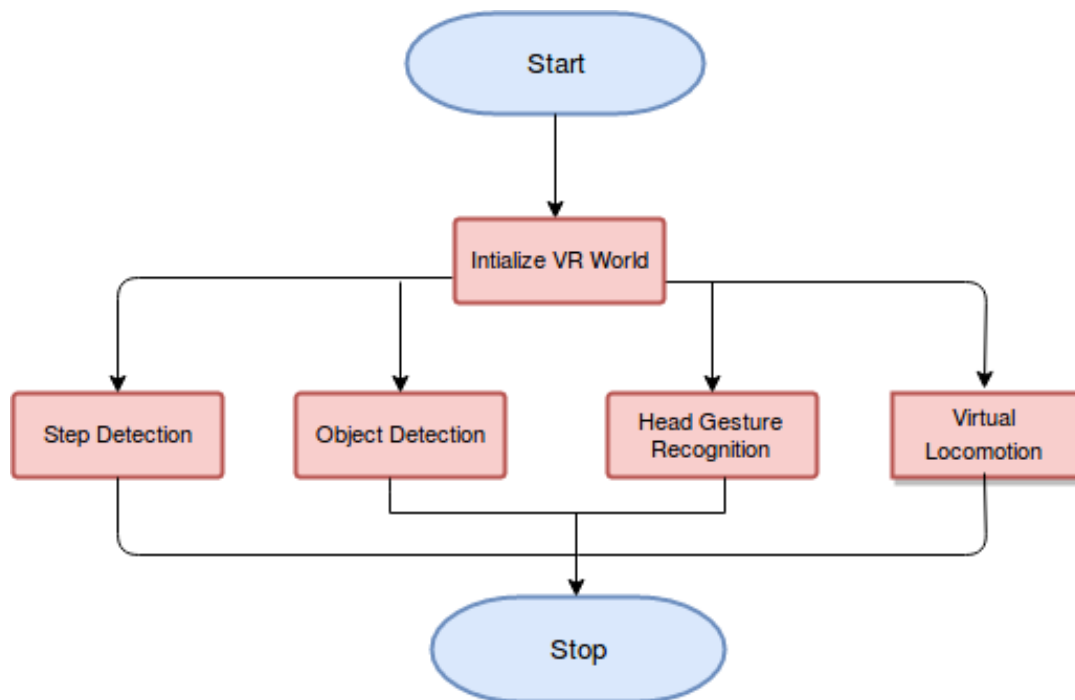 Start
Intialize VR World
Step Detection
Object Detection
Head Gesture
Recognition
Virtual
Locomotion
Stop